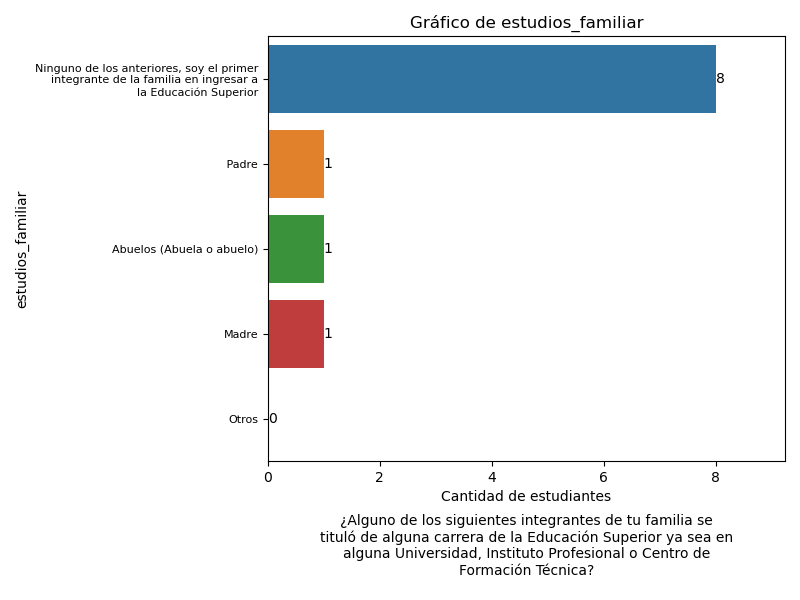 Gráfico de estudios_familiar
Ninguno de los anteriores, soy el primer
integrante de la familia en ingresar a
la Educación Superior
8
Padre
1
Abuelos (Abuela o abuelo)
1
Madre
1
Otros
0
estudios_familiar
0 2 4 6 8
Cantidad de estudiantes
¿Alguno de los siguientes integrantes de tu familia se
tituló de alguna carrera de la Educación Superior ya sea en
alguna Universidad, Instituto Profesional o Centro de
Formación Técnica?